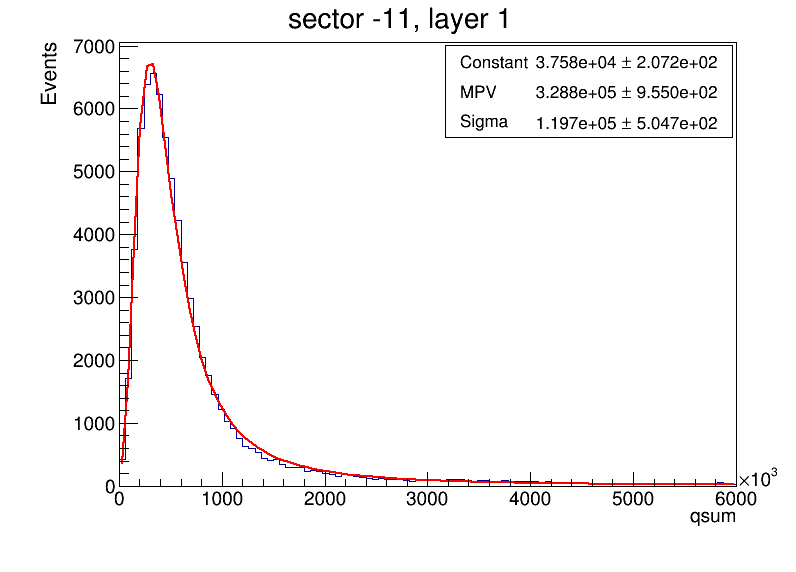 sector -11, layer 1
Constant 3.758e+04 ± 2.072e+02
MPV 3.288e+05 ± 9.550e+02
Sigma 1.197e+05 ± 5.047e+02
Events
7000
6000
5000
4000
3000
2000
1000
0
0 1000 2000 3000 4000 5000 6000
×10³
qsum